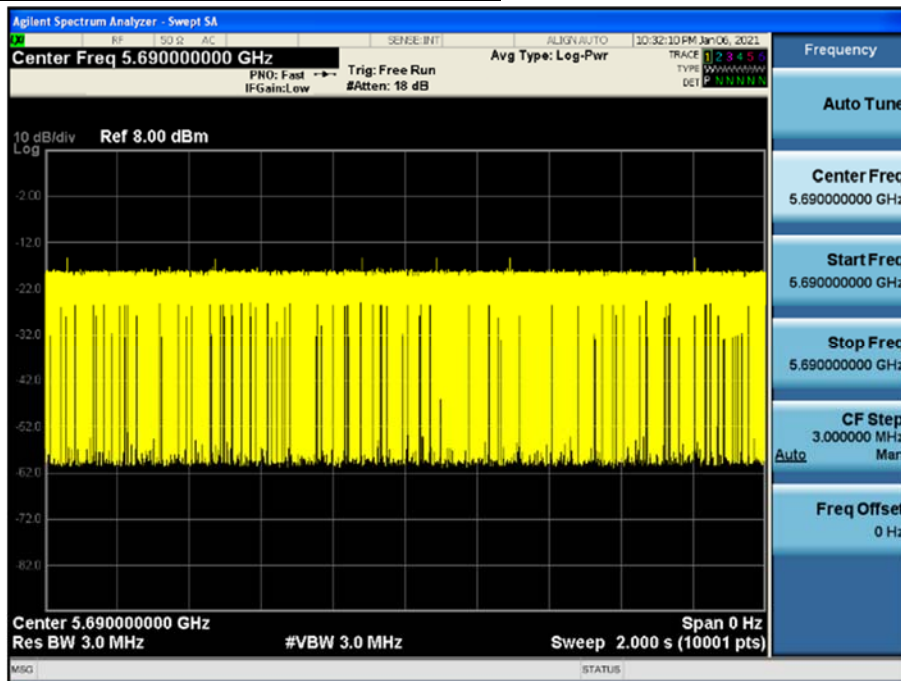 Agilent Spectrum Analyzer - Swept SA
RF 50 Ω AC SENSE:INT ALIGN AUTO 10:32:10 PM Jan 06, 2021
Center Freq 5.690000000 GHz
Avg Type: Log-Pwr
TRACE 1 2 3 4 5 6
PNO: Fast Trig: Free Run
TYPE
IFGain:Low #Atten: 18 dB
DET P N N N N N
Frequency
Auto Tune
10 dB/div Ref 8.00 dBm
Log
-2.00
-12.0
-22.0
-32.0
-42.0
-52.0
-62.0
-72.0
-82.0
Center Freq
5.690000000 GHz
Start Freq
5.690000000 GHz
Stop Freq
5.690000000 GHz
CF Step
3.000000 MHz
Auto Man
Freq Offset
0 Hz
Center 5.690000000 GHz Span 0 Hz
Res BW 3.0 MHz #VBW 3.0 MHz Sweep 2.000 s (10001 pts)
MSG STATUS